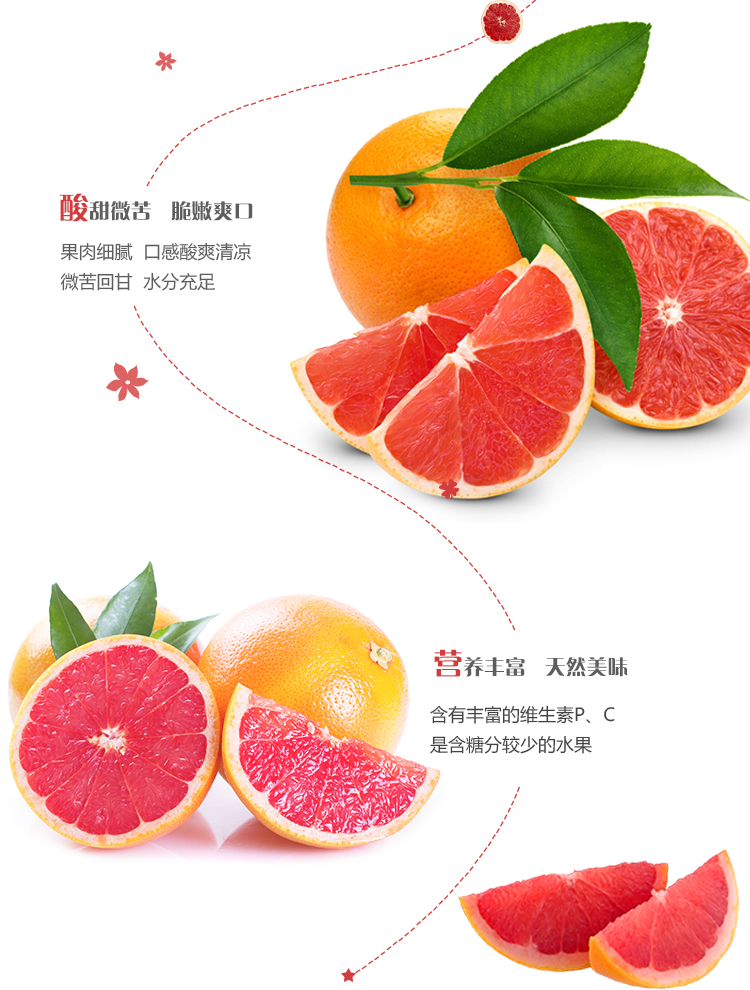 酸甜微苦 脆嫩爽口
果肉细腻 口感酸爽清凉
微苦回甘 水分充足
营养丰富 天然美味
含有丰富的维生素P、C
是含糖分较少的水果